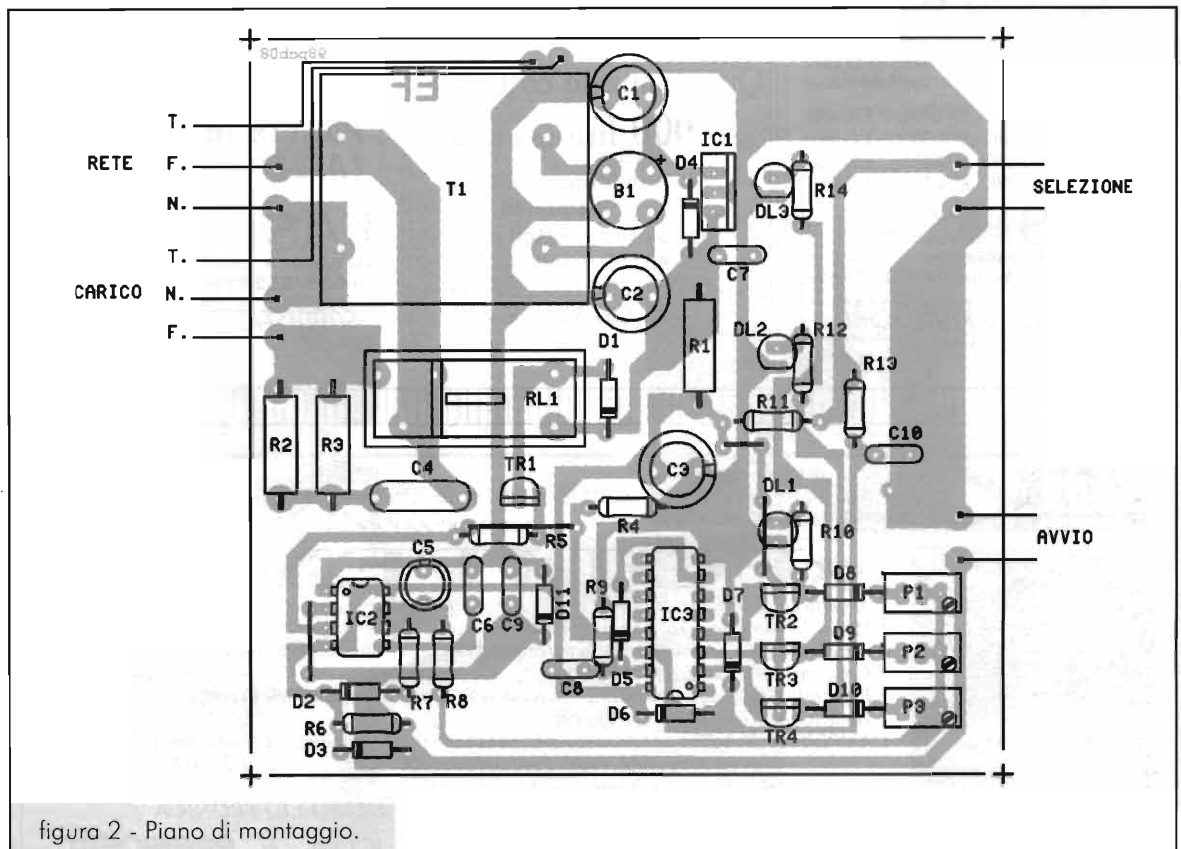 98pcb08
EF
C1
T.
IC1
D4
RETE F.
T1
+
B1
R14
SELEZIONE
N.
DL3
T.
C7
CARICO N.
C2
F.
D1
DL2
R12
R1
R13
RL1
R11
C10
R2
R3
C4
TR1
C3
DL1
R4
R10
R5
AVVIO
C5
D8
P1
IC2
R9
D7
C6
C9
D11
IC3
TR2
D9
P2
TR3
C8
D5
D2
R7
R8
D10
P3
D6
R6
TR4
D3
figura 2 - Piano di montaggio.